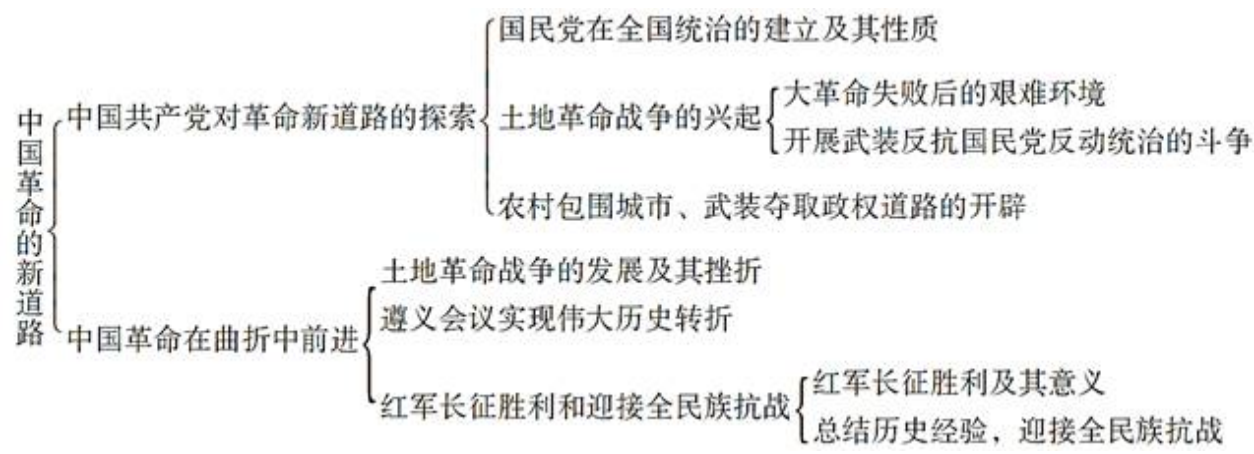 中国革命的新道路
中国共产党对革命新道路的探索
国民党在全国统治的建立及其性质
土地革命战争的兴起
大革命失败后的艰难环境
开展武装反抗国民党反动统治的斗争
农村包围城市、武装夺取政权道路的开辟
中国革命在曲折中前进
土地革命战争的发展及其挫折
遵义会议实现伟大历史转折
红军长征胜利和迎接全民族抗战
红军长征胜利及其意义
总结历史经验，迎接全民族抗战